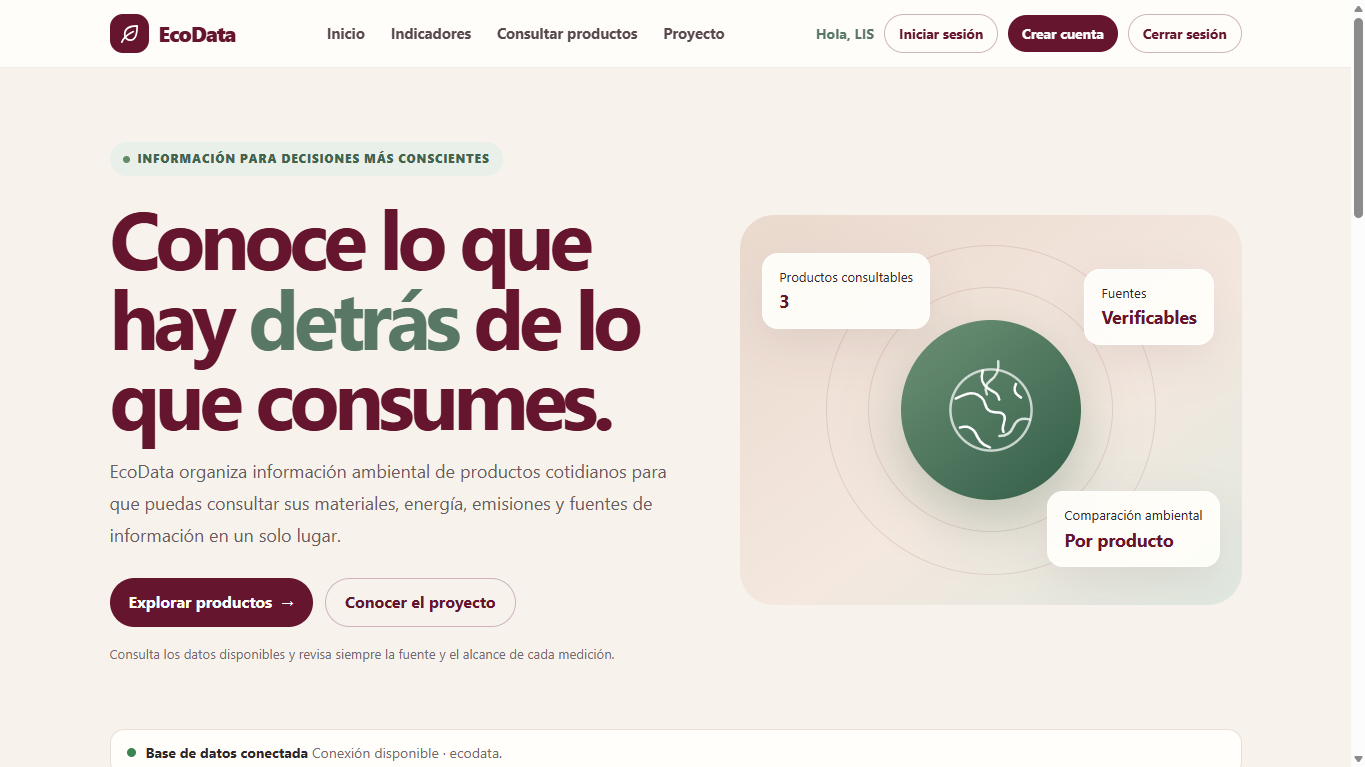 EcoData
Inicio
Indicadores
Consultar productos
Proyecto
Hola, LIS
Iniciar sesión
Crear cuenta
Cerrar sesión
INFORMACIÓN PARA DECISIONES MÁS CONSCIENTES
Conoce lo que
hay detrás de lo
que consumes.
EcoData organiza información ambiental de productos cotidianos para
que puedas consultar sus materiales, energía, emisiones y fuentes de
información en un solo lugar.
Explorar productos →
Conocer el proyecto
Consulta los datos disponibles y revisa siempre la fuente y el alcance de cada medición.
Productos consultables
3
Fuentes
Verificables
Comparación ambiental
Por producto
Base de datos conectada Conexión disponible · ecodata.